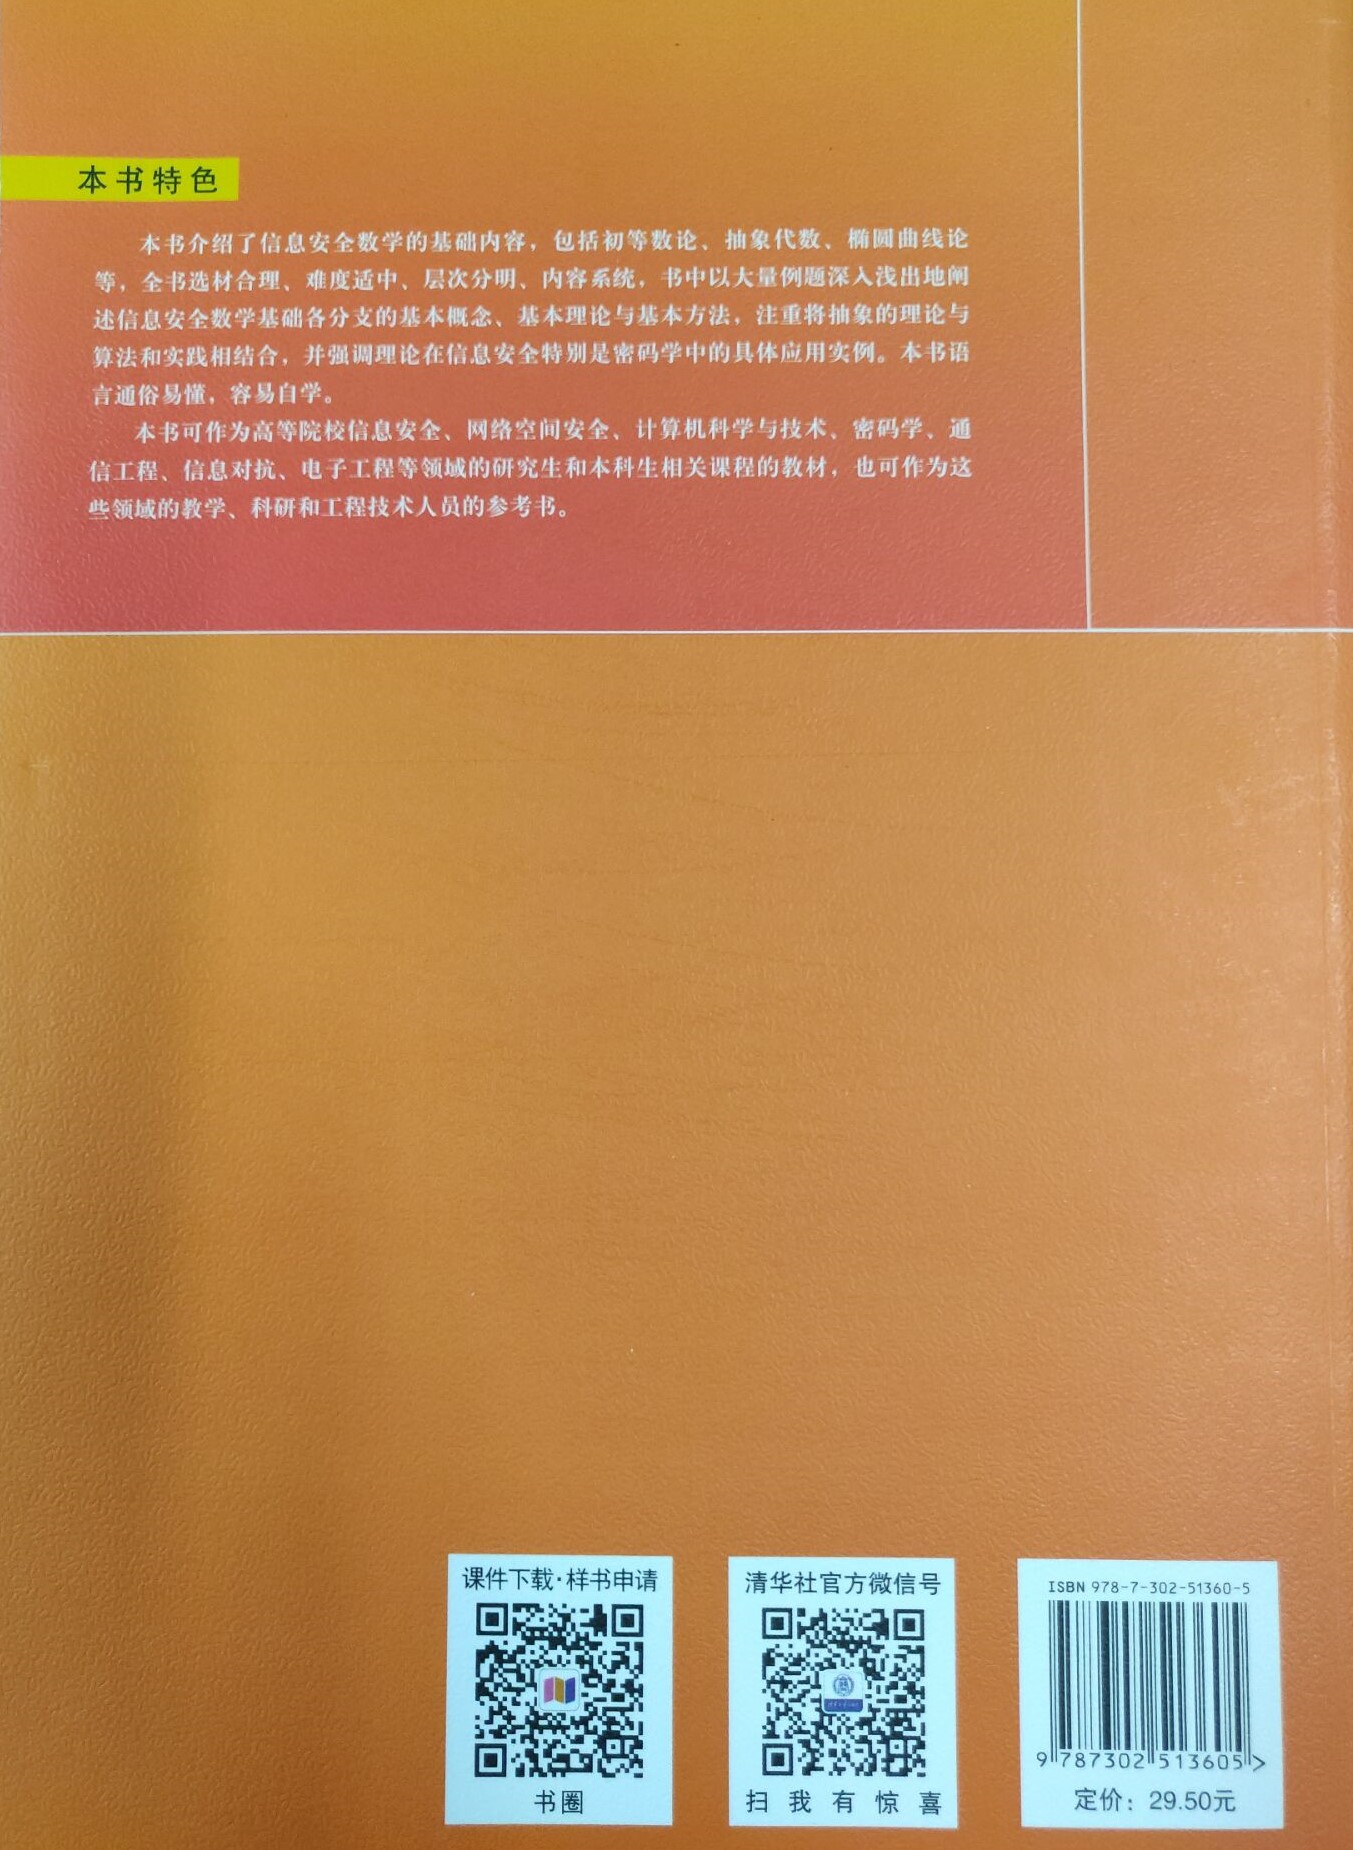 本书特色
本书介绍了信息安全数学的基础内容，包括初等数论、抽象代数、椭圆曲线论
等，全书选材合理、难度适中、层次分明、内容系统，书中以大量例题深入浅出地阐
述信息安全数学基础各分支的基本概念、基本理论与基本方法，注重将抽象的理论与
算法和实践相结合，并强调理论在信息安全特别是密码学中的具体应用实例。本书语
言通俗易懂，容易自学。
本书可作为高等院校信息安全、网络空间安全、计算机科学与技术、密码学、通
信工程、信息对抗、电子工程等领域的研究生和本科生相关课程的教材，也可作为这
些领域的教学、科研和工程技术人员的参考书。
课件下载·样书申请
书圈
清华社官方微信号
扫我有惊喜
ISBN 978-7-302-51360-5
9 787302 513605 >
定价：29.50元